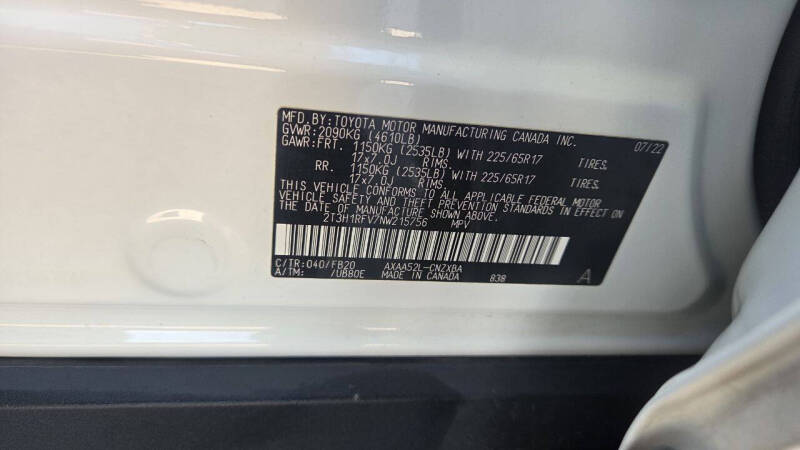 MFD.BY:TOYOTA MOTOR MANUFACTURING CANADA INC. 07/22
GVWR:2090KG (4610LB)
GAWR:FRT. 1150KG (2535LB) WITH 225/65R17 TIRES,
17x7.0J RIMS.
RR. 1150KG (2535LB) WITH 225/65R17 TIRES,
17x7.0J RIMS.
THIS VEHICLE CONFORMS TO ALL APPLICABLE FEDERAL MOTOR
VEHICLE SAFETY AND THEFT PREVENTION STANDARDS IN EFFECT ON
THE DATE OF MANUFACTURE SHOWN ABOVE.
2T3H1RFV7NW215756 MPV
C/TR:040/FB20 AXAA52L-CNZXBA
A/TM: /UB80E MADE IN CANADA 838 A